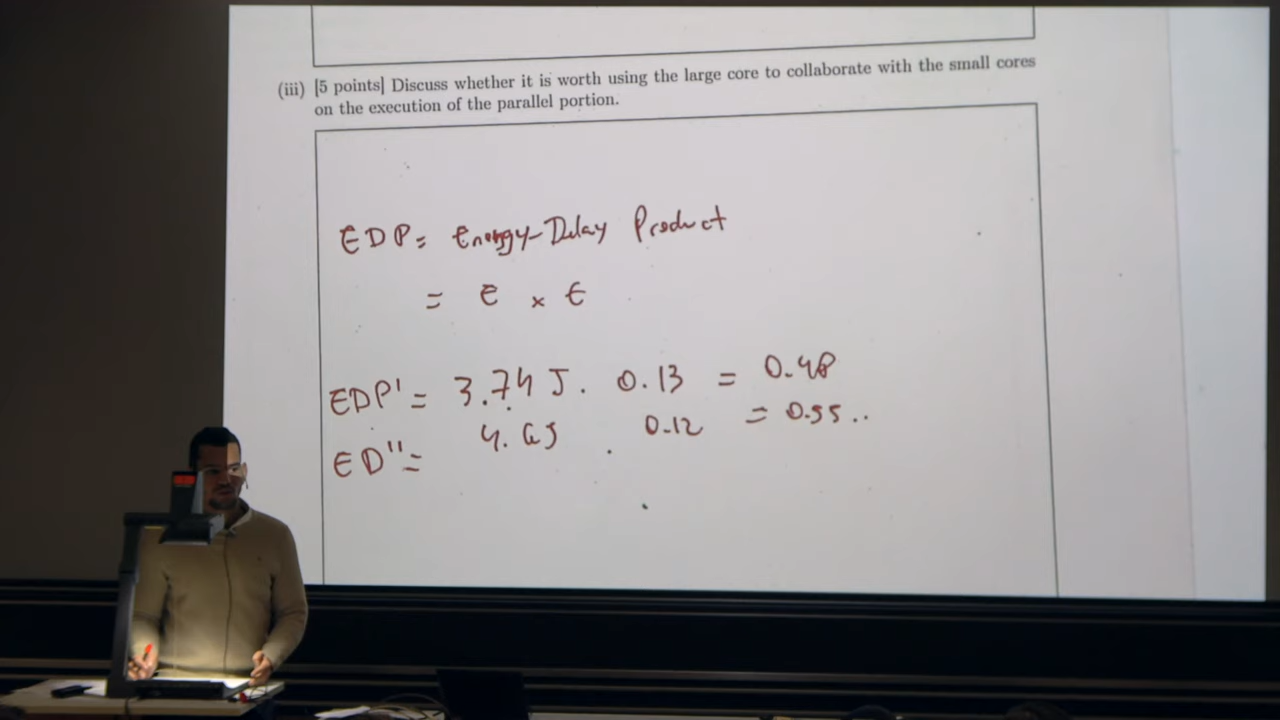 (iii) [5 points] Discuss whether it is worth using the large core to collaborate with the small cores
on the execution of the parallel portion.
EDP = Energy-Delay Product
= E × t
EDP' = 3.74 J. 0.13 = 0.48
ED'' = 4.6J . 0.12 = 0.55..